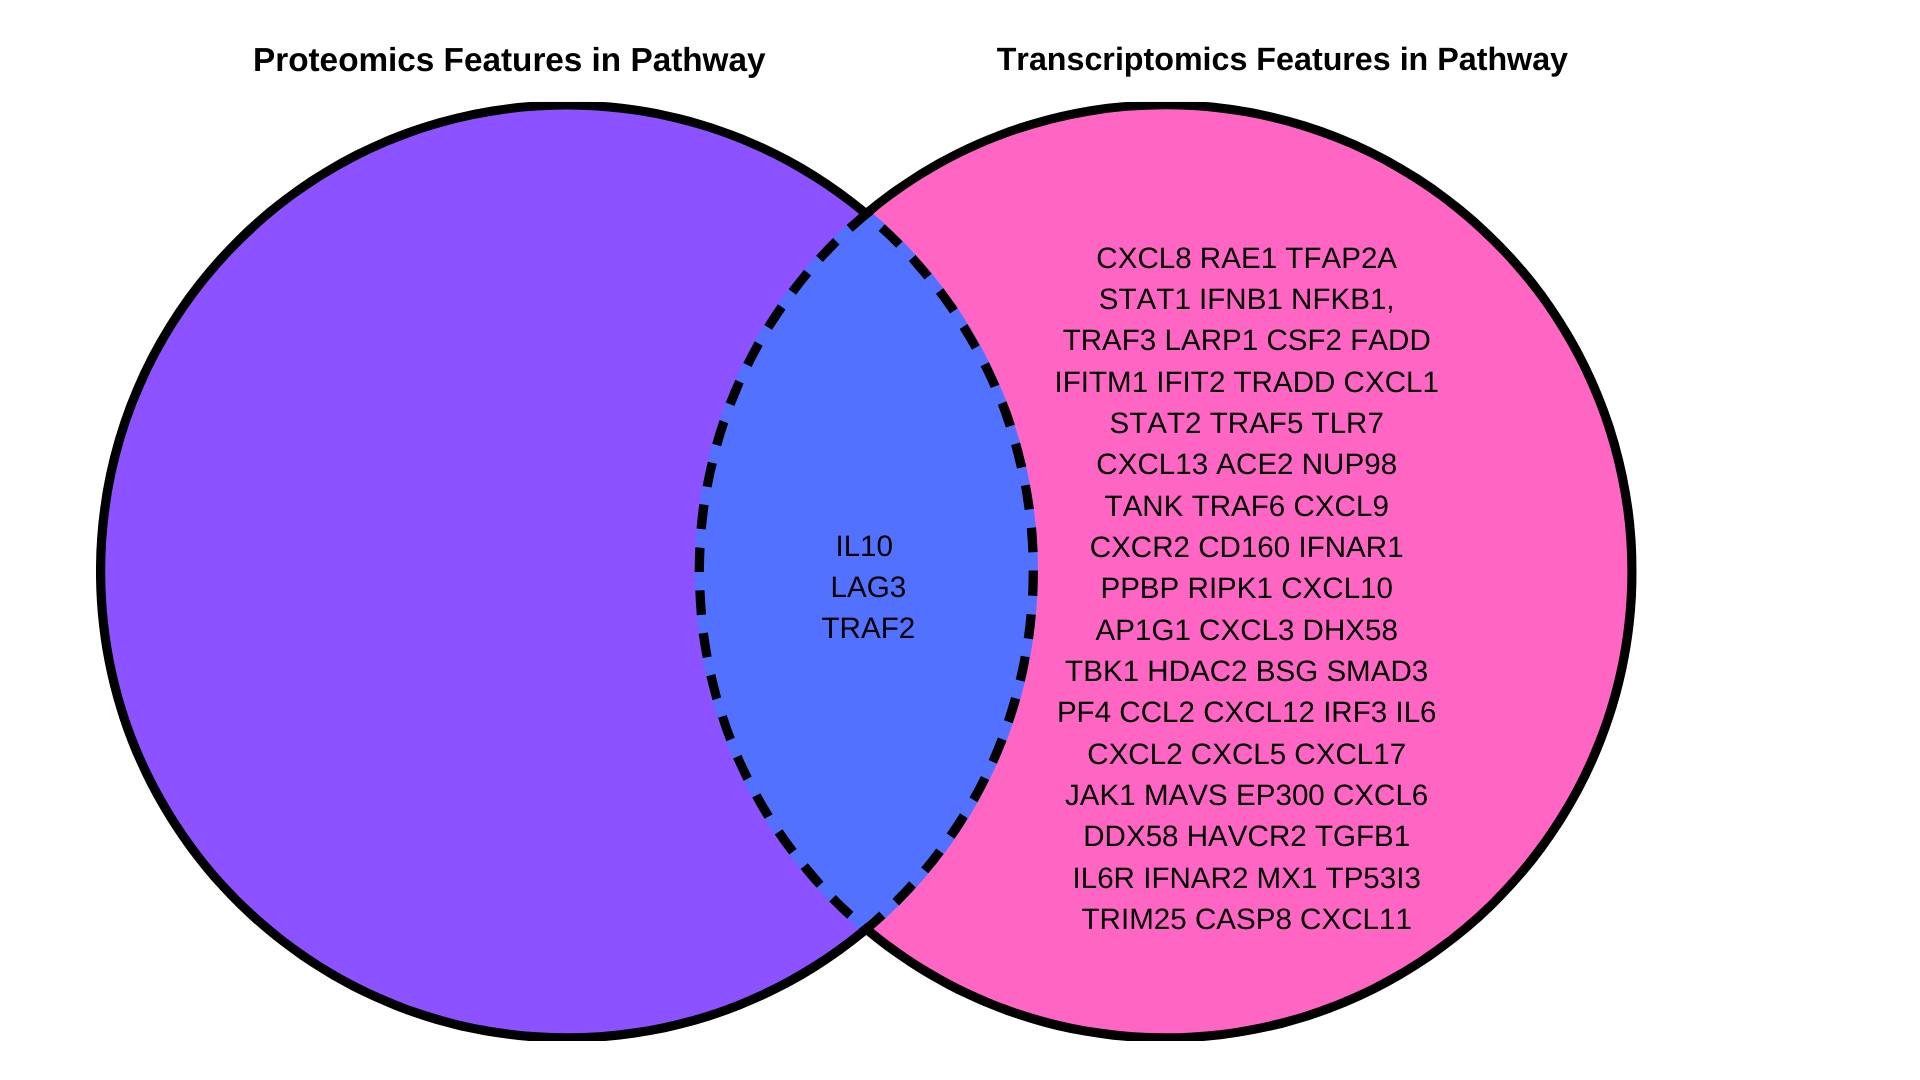 Proteomics Features in Pathway
Transcriptomics Features in Pathway
IL10
LAG3
TRAF2
CXCL8 RAE1 TFAP2A
STAT1 IFNB1 NFKB1,
TRAF3 LARP1 CSF2 FADD
IFITM1 IFIT2 TRADD CXCL1
STAT2 TRAF5 TLR7
CXCL13 ACE2 NUP98
TANK TRAF6 CXCL9
CXCR2 CD160 IFNAR1
PPBP RIPK1 CXCL10
AP1G1 CXCL3 DHX58
TBK1 HDAC2 BSG SMAD3
PF4 CCL2 CXCL12 IRF3 IL6
CXCL2 CXCL5 CXCL17
JAK1 MAVS EP300 CXCL6
DDX58 HAVCR2 TGFB1
IL6R IFNAR2 MX1 TP53I3
TRIM25 CASP8 CXCL11